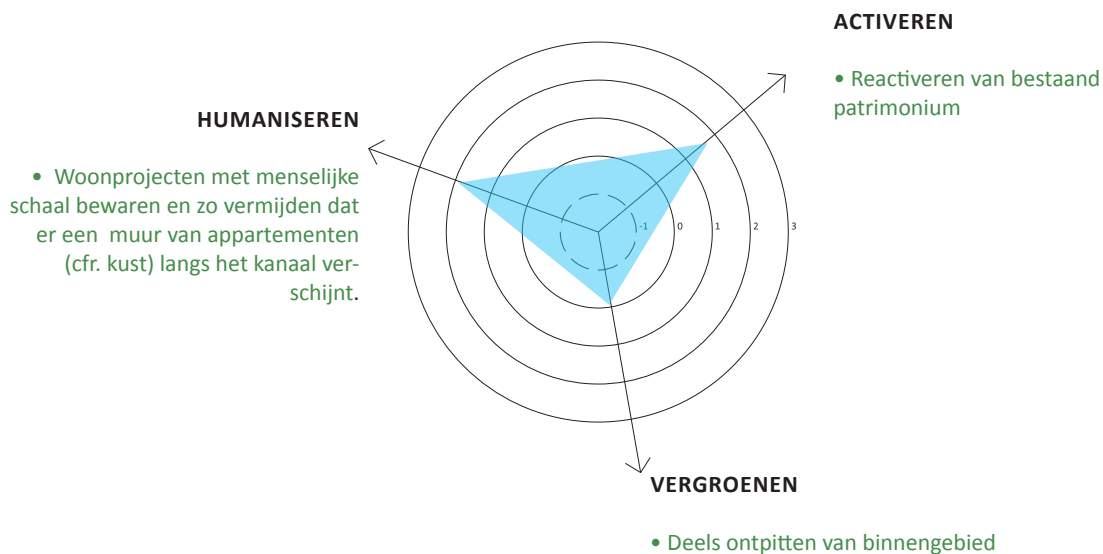 ACTIVEREN
• Reactiveren van bestaand
patrimonium
HUMANISEREN
• Woonprojecten met menselijke
schaal bewaren en zo vermijden dat
er een muur van appartementen
(cfr. kust) langs het kanaal ver-
schijnt.
-1 0 1 2 3
VERGROENEN
• Deels ontpitten van binnengebied